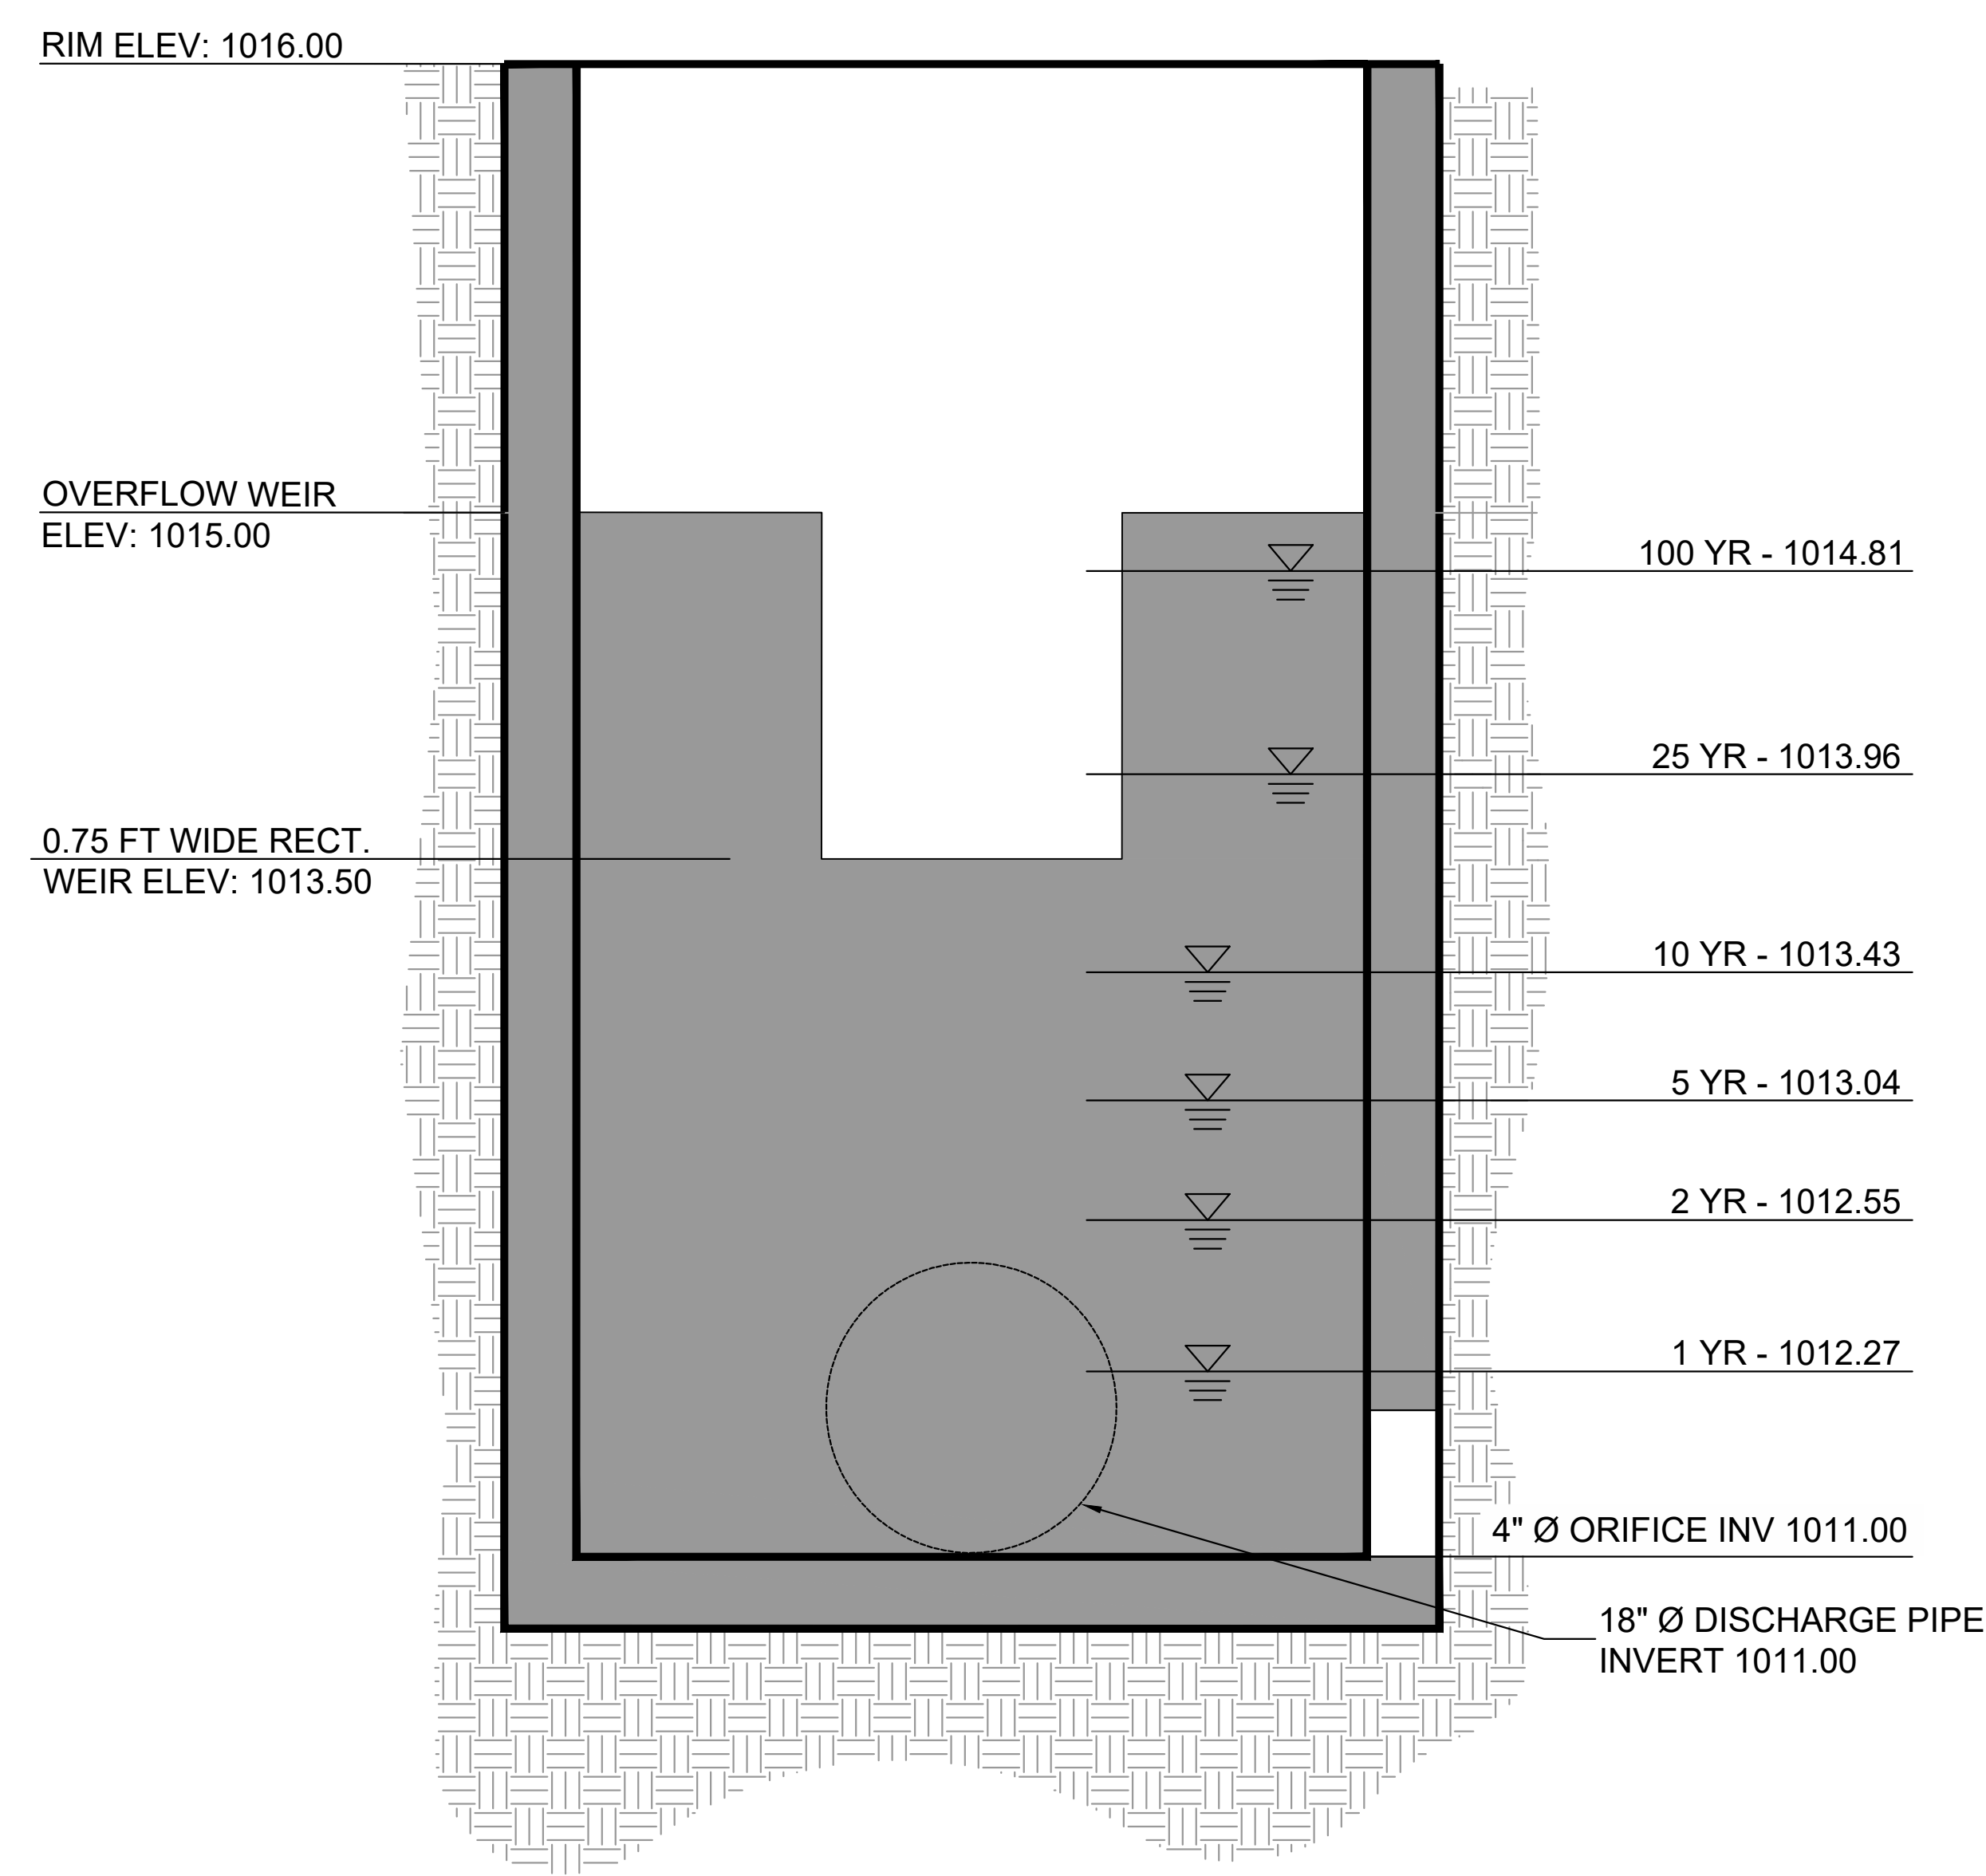 RIM ELEV: 1016.00
OVERFLOW WEIR
ELEV: 1015.00
100 YR - 1014.81
25 YR - 1013.96
0.75 FT WIDE RECT.
WEIR ELEV: 1013.50
10 YR - 1013.43
5 YR - 1013.04
2 YR - 1012.55
1 YR - 1012.27
4" Ø ORIFICE INV 1011.00
18" Ø DISCHARGE PIPE
INVERT 1011.00